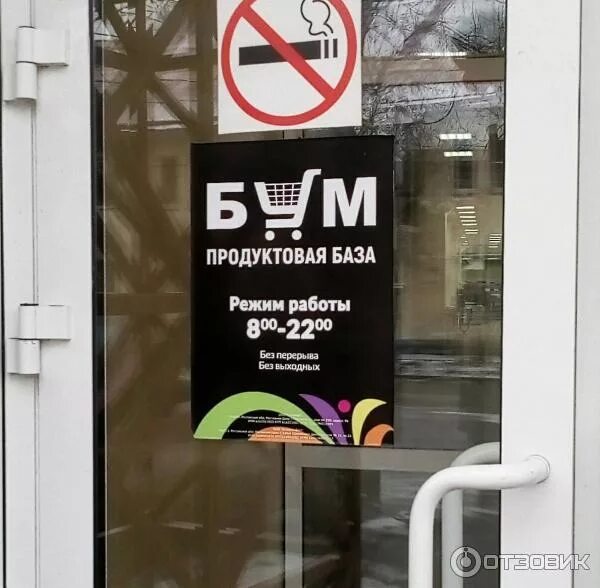 БУМ
ПРОДУКТОВАЯ БАЗА
Режим работы
8⁰⁰-22⁰⁰
Без перерыва
Без выходных
ОТЗОВИК